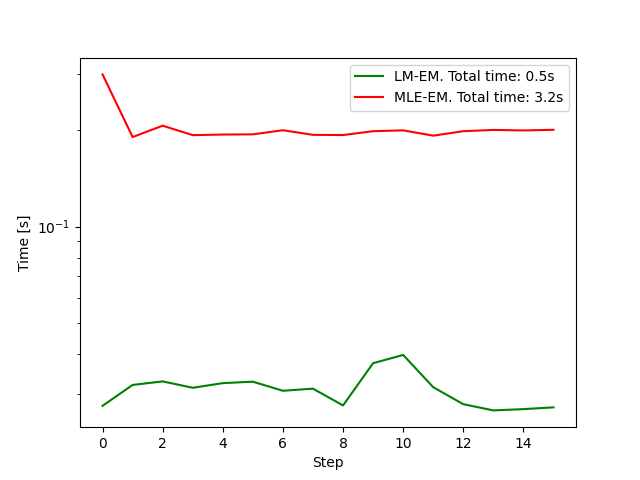 LM-EM. Total time: 0.5s
MLE-EM. Total time: 3.2s
Time [s]
10⁻¹
0 2 4 6 8 10 12 14
Step